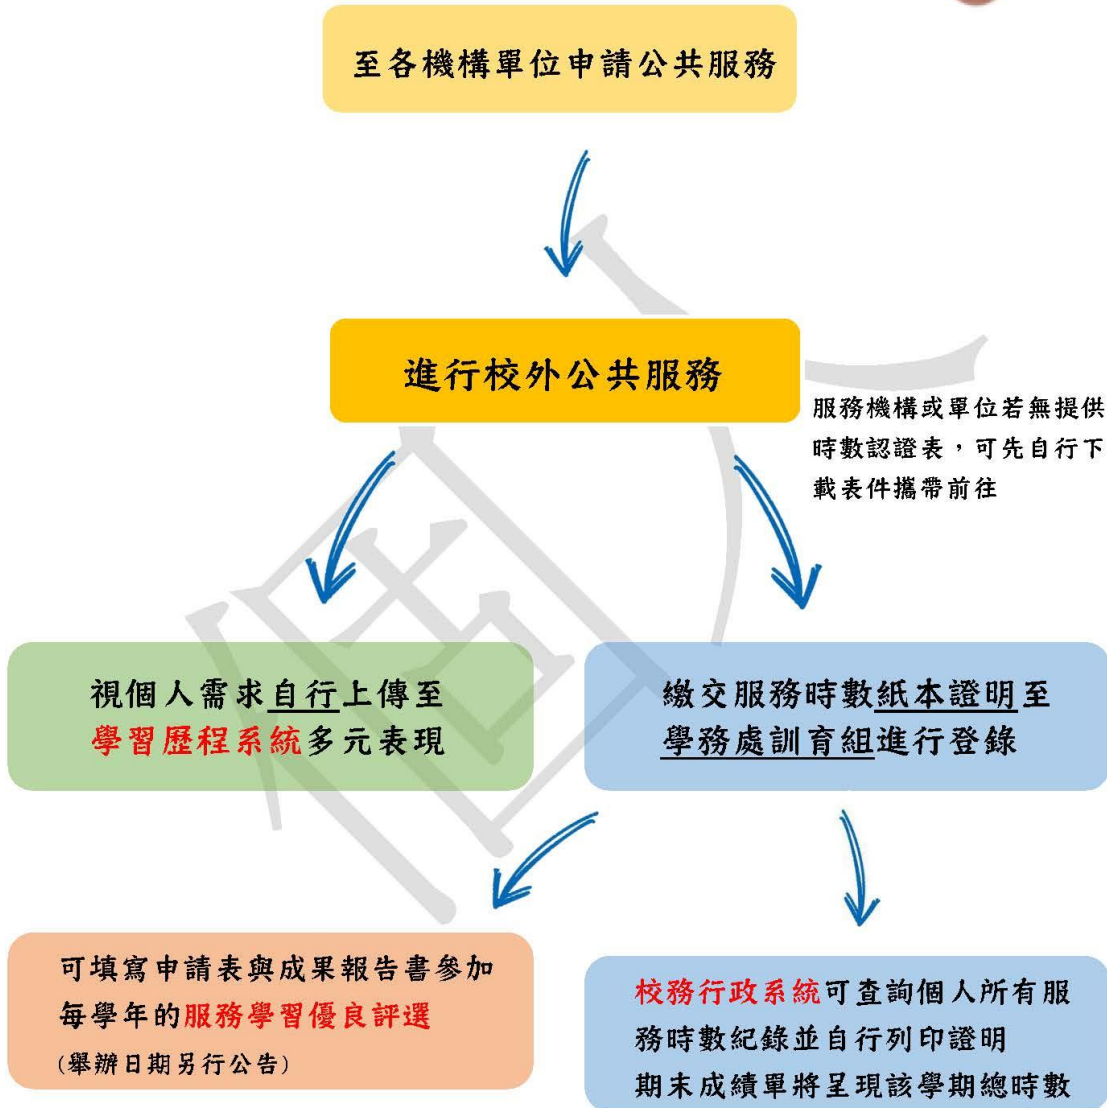 至各機構單位申請公共服務
進行校外公共服務
服務機構或單位若無提供
時數認證表，可先自行下
載表件攜帶前往
視個人需求自行上傳至
學習歷程系統多元表現
繳交服務時數紙本證明至
學務處訓育組進行登錄
可填寫申請表與成果報告書參加
每學年的服務學習優良評選
(舉辦日期另行公告)
校務行政系統可查詢個人所有服
務時數紀錄並自行列印證明
期末成績單將呈現該學期總時數
個人